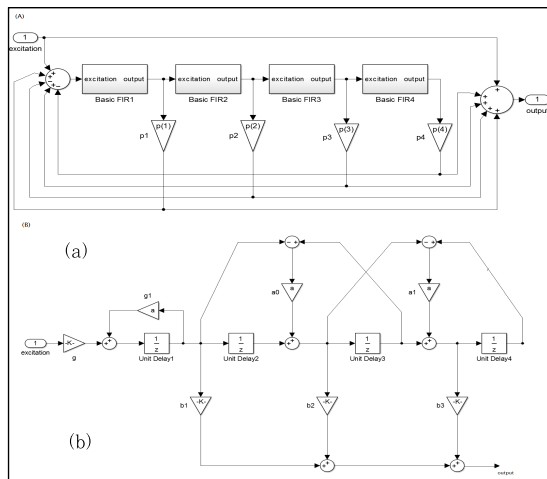 (A)
1
excitation
excitation output
excitation output
excitation output
excitation output
Basic FIR1
Basic FIR2
Basic FIR3
Basic FIR4
1
output
p1
p(1)
p2
p(2)
p3
p(3)
p4
p(4)
(B)
(a)
g1
a
a0
a
a1
a
1
excitation
-K-
g
1
z
Unit Delay1
1
z
Unit Delay2
1
z
Unit Delay3
1
z
Unit Delay4
b1
-K-
b2
-K-
b3
-K-
(b)
output